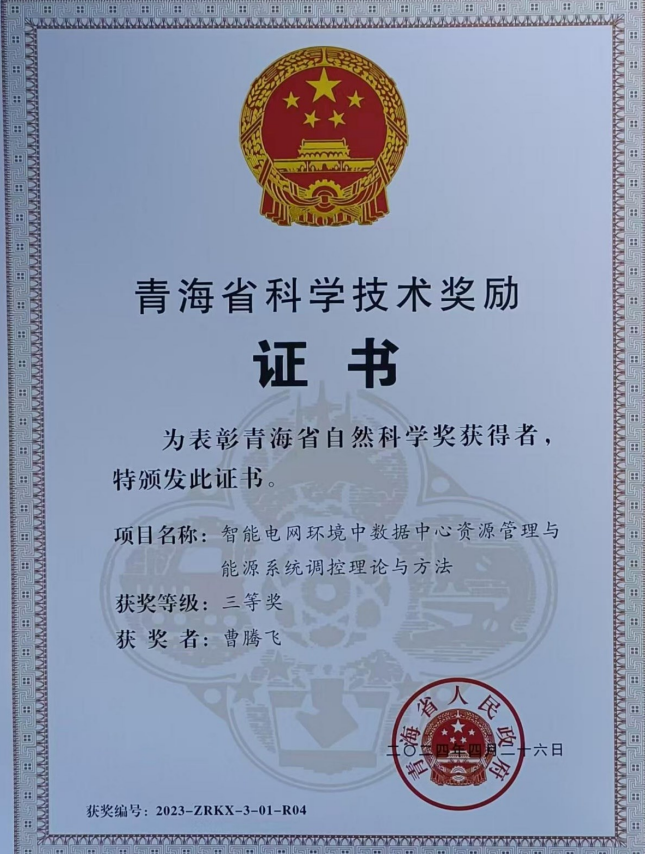 青海省科学技术奖励
证书
为表彰青海省自然科学奖获得者，
特颁发此证书。
项目名称：智能电网环境中数据中心资源管理与
能源系统调控理论与方法
获奖等级：三等奖
获奖者：曹腾飞
青海省人民政府
二〇二四年四月二十六日
获奖编号：2023-ZRKX-3-01-R04